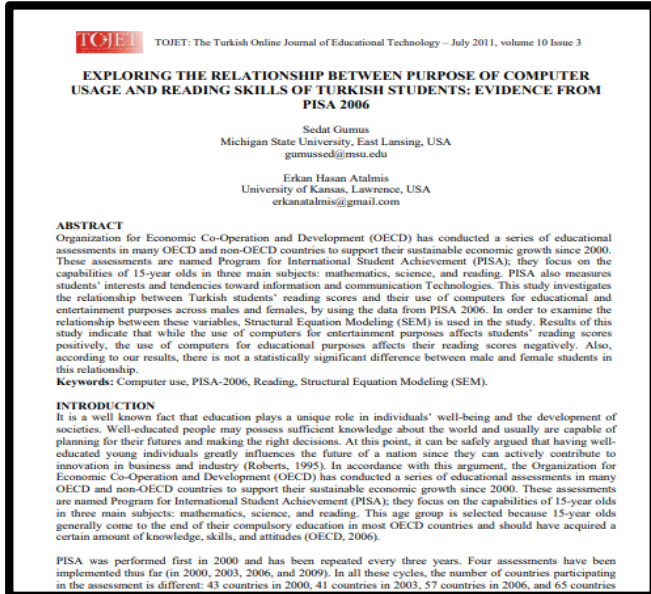 TOJET
TOJET: The Turkish Online Journal of Educational Technology – July 2011, volume 10 Issue 3
EXPLORING THE RELATIONSHIP BETWEEN PURPOSE OF COMPUTER
USAGE AND READING SKILLS OF TURKISH STUDENTS: EVIDENCE FROM
PISA 2006
Sedat Gumus
Michigan State University, East Lansing, USA
gumussed@msu.edu
Erkan Hasan Atalmis
University of Kansas, Lawrence, USA
erkanatalmis@gmail.com
ABSTRACT
Organization for Economic Co-Operation and Development (OECD) has conducted a series of educational
assessments in many OECD and non-OECD countries to support their sustainable economic growth since 2000.
These assessments are named Program for International Student Achievement (PISA); they focus on the
capabilities of 15-year olds in three main subjects: mathematics, science, and reading. PISA also measures
students' interests and tendencies toward information and communication Technologies. This study investigates
the relationship between Turkish students' reading scores and their use of computers for educational and
entertainment purposes across males and females, by using the data from PISA 2006. In order to examine the
relationship between these variables, Structural Equation Modeling (SEM) is used in the study. Results of this
study indicate that while the use of computers for entertainment purposes affects students' reading scores
positively, the use of computers for educational purposes affects their reading scores negatively. Also,
according to our results, there is not a statistically significant difference between male and female students in
this relationship.
Keywords: Computer use, PISA-2006, Reading, Structural Equation Modeling (SEM).
INTRODUCTION
It is a well known fact that education plays a unique role in individuals' well-being and the development of
societies. Well-educated people may possess sufficient knowledge about the world and usually are capable of
planning for their futures and making the right decisions. At this point, it can be safely argued that having well-
educated young individuals greatly influences the future of a nation since they can actively contribute to
innovation in business and industry (Roberts, 1995). In accordance with this argument, the Organization for
Economic Co-Operation and Development (OECD) has conducted a series of educational assessments in many
OECD and non-OECD countries to support their sustainable economic growth since 2000. These assessments
are named Program for International Student Achievement (PISA); they focus on the capabilities of 15-year olds
in three main subjects: mathematics, science, and reading. This age group is selected because 15-year olds
generally come to the end of their compulsory education in most OECD countries and should have acquired a
certain amount of knowledge, skills, and attitudes (OECD, 2006).
PISA was performed first in 2000 and has been repeated every three years. Four assessments have been
implemented thus far (in 2000, 2003, 2006, and 2009). In all these cycles, the number of countries participating
in the assessment is different: 43 countries in 2000, 41 countries in 2003, 57 countries in 2006, and 65 countries